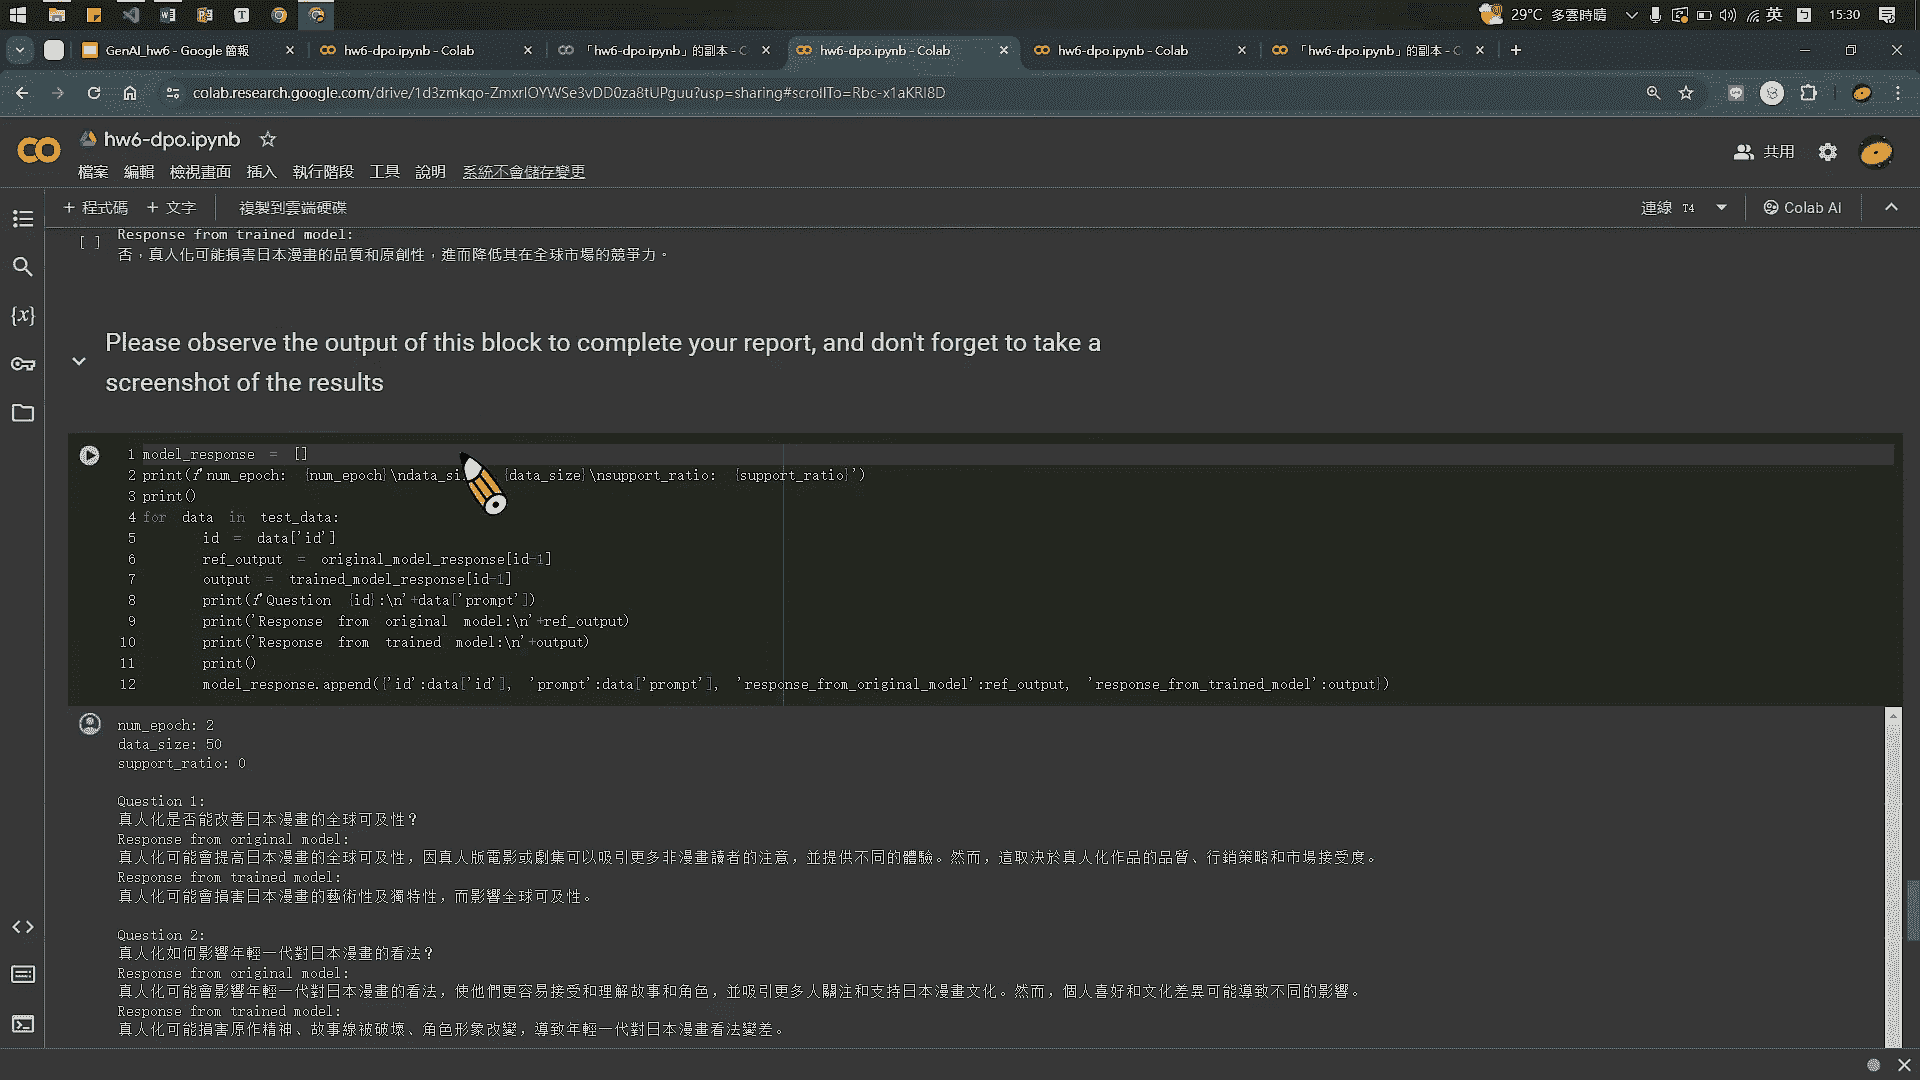 29°C 多雲時晴
英
15:30
GenAI_hw6 - Google 簡報
hw6-dpo.ipynb - Colab
「hw6-dpo.ipynb」的副本 - C
hw6-dpo.ipynb - Colab
hw6-dpo.ipynb - Colab
「hw6-dpo.ipynb」的副本 - C
colab.research.google.com/drive/1d3zmkqo-ZmxrIOYWSe3vDD0za8tUPguu?usp=sharing#scrollTo=Rbc-x1aKRI8D
hw6-dpo.ipynb
檔案 編輯 檢視畫面 插入 執行階段 工具 說明 系統不會儲存變更
共用
+ 程式碼 + 文字 複製到雲端硬碟
連線 T4
Colab AI
[ ]
Response from trained model:
否，真人化可能損害日本漫畫的品質和原創性，進而降低其在全球市場的競爭力。
Please observe the output of this block to complete your report, and don't forget to take a
screenshot of the results
1 model_response = []
2 print(f'num_epoch: {num_epoch}\ndata_si {data_size}\nsupport_ratio: {support_ratio}')
3 print()
4 for data in test_data:
5 id = data['id']
6 ref_output = original_model_response[id-1]
7 output = trained_model_response[id-1]
8 print(f'Question {id}:\n'+data['prompt'])
9 print('Response from original model:\n'+ref_output)
10 print('Response from trained model:\n'+output)
11 print()
12 model_response.append({'id':data['id'], 'prompt':data['prompt'], 'response_from_original_model':ref_output, 'response_from_trained_model':output})
num_epoch: 2
data_size: 50
support_ratio: 0
Question 1:
真人化是否能改善日本漫畫的全球可及性？
Response from original model:
真人化可能會提高日本漫畫的全球可及性，因真人版電影或劇集可以吸引更多非漫畫讀者的注意，並提供不同的體驗。然而，這取決於真人化作品的品質、行銷策略和市場接受度。
Response from trained model:
真人化可能會損害日本漫畫的藝術性及獨特性，而影響全球可及性。
Question 2:
真人化如何影響年輕一代對日本漫畫的看法？
Response from original model:
真人化可能會影響年輕一代對日本漫畫的看法，使他們更容易接受和理解故事和角色，並吸引更多人關注和支持日本漫畫文化。然而，個人喜好和文化差異可能導致不同的影響。
Response from trained model:
真人化可能損害原作精神、故事線被破壞、角色形象改變，導致年輕一代對日本漫畫看法變差。